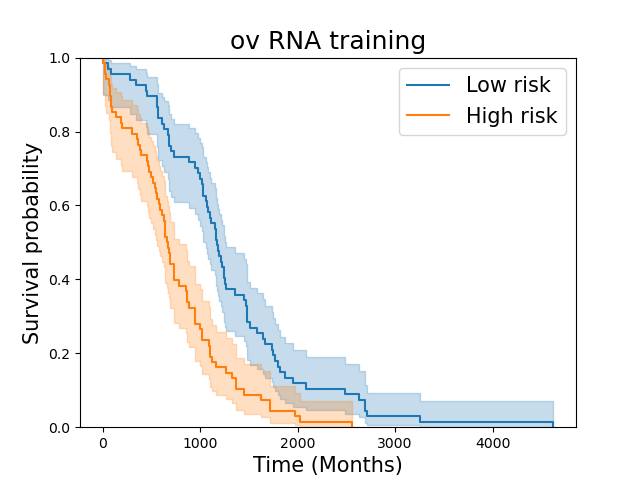 ov RNA training
Low risk
High risk
1.0
0.8
0.6
0.4
0.2
0.0
Survival probability
0
1000
2000
3000
4000
Time (Months)